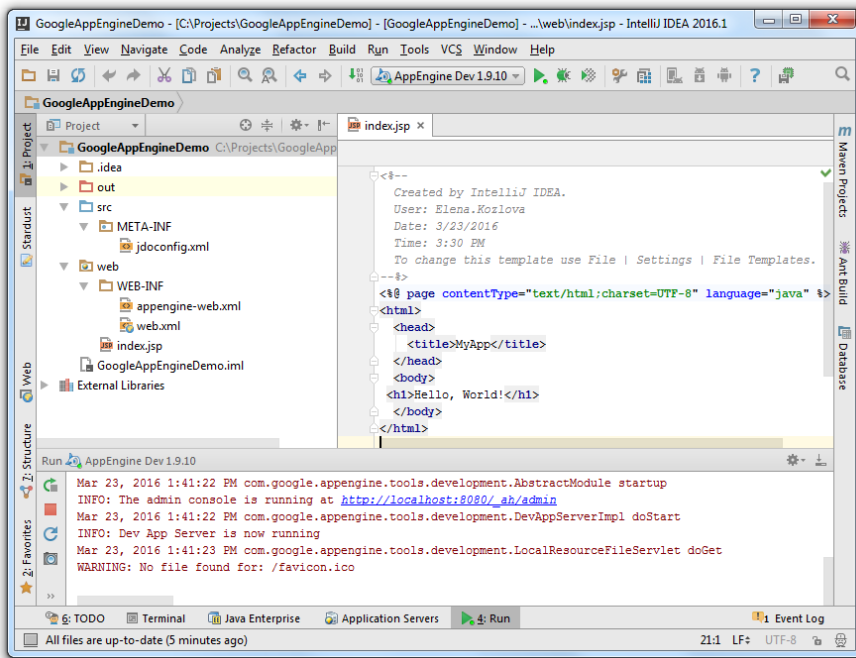 GoogleAppEngineDemo - [C:\Projects\GoogleAppEngineDemo] - [GoogleAppEngineDemo] - ...\web\index.jsp - IntelliJ IDEA 2016.1
File Edit View Navigate Code Analyze Refactor Build Run Tools VCS Window Help
AppEngine Dev 1.9.10
GoogleAppEngineDemo
1: Project
Stardust
Web
7: Structure
2: Favorites
Project
GoogleAppEngineDemo C:\Projects\GoogleApp
.idea
out
src
META-INF
jdoconfig.xml
web
WEB-INF
appengine-web.xml
web.xml
index.jsp
GoogleAppEngineDemo.iml
External Libraries
index.jsp
<%--
Created by IntelliJ IDEA.
User: Elena.Kozlova
Date: 3/23/2016
Time: 3:30 PM
To change this template use File | Settings | File Templates.
--%>
<%@ page contentType="text/html;charset=UTF-8" language="java" %>
<html>
<head>
<title>MyApp</title>
</head>
<body>
<h1>Hello, World!</h1>
</body>
</html>
Maven Projects
Ant Build
Database
Run AppEngine Dev 1.9.10
Mar 23, 2016 1:41:22 PM com.google.appengine.tools.development.AbstractModule startup
INFO: The admin console is running at http://localhost:8080/_ah/admin
Mar 23, 2016 1:41:22 PM com.google.appengine.tools.development.DevAppServerImpl doStart
INFO: Dev App Server is now running
Mar 23, 2016 1:41:23 PM com.google.appengine.tools.development.LocalResourceFileServlet doGet
WARNING: No file found for: /favicon.ico
6: TODO Terminal Java Enterprise Application Servers 4: Run 1 Event Log
All files are up-to-date (5 minutes ago) 21:1 LF UTF-8